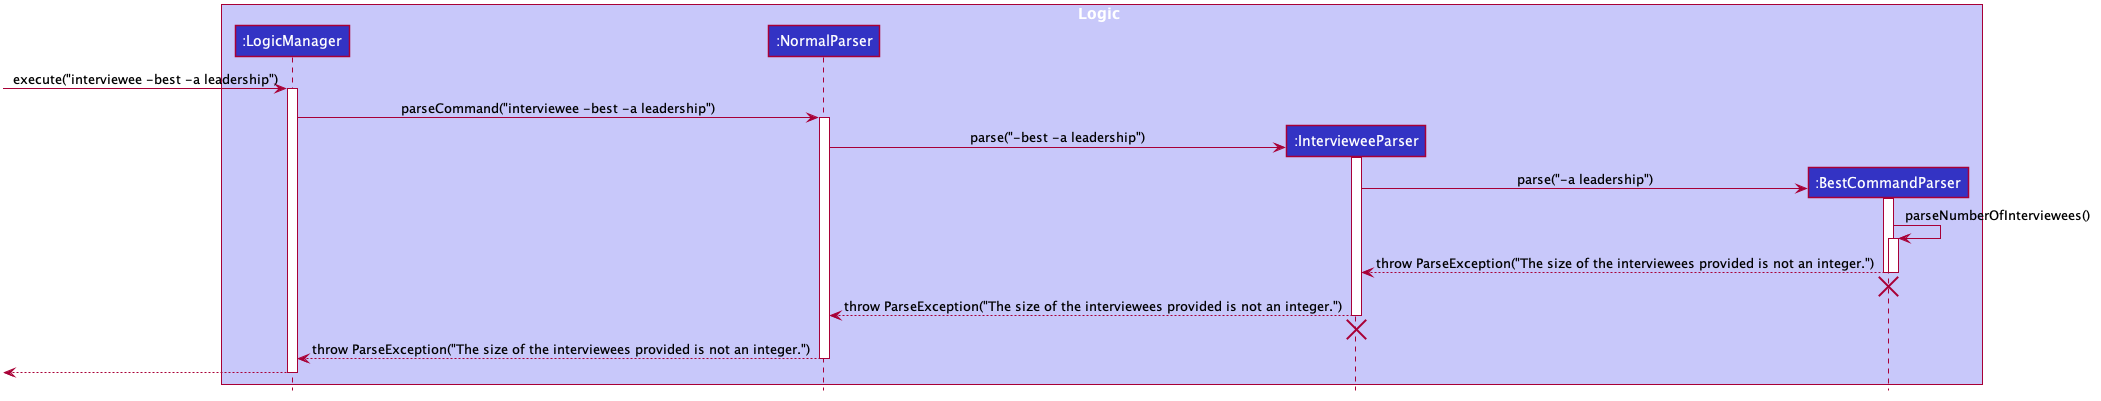 Logic
:LogicManager
:NormalParser
execute("interviewee -best -a leadership")
parseCommand("interviewee -best -a leadership")
parse("-best -a leadership")
:IntervieweeParser
parse("-a leadership")
:BestCommandParser
parseNumberOfInterviewees()
throw ParseException("The size of the interviewees provided is not an integer.")
throw ParseException("The size of the interviewees provided is not an integer.")
throw ParseException("The size of the interviewees provided is not an integer.")